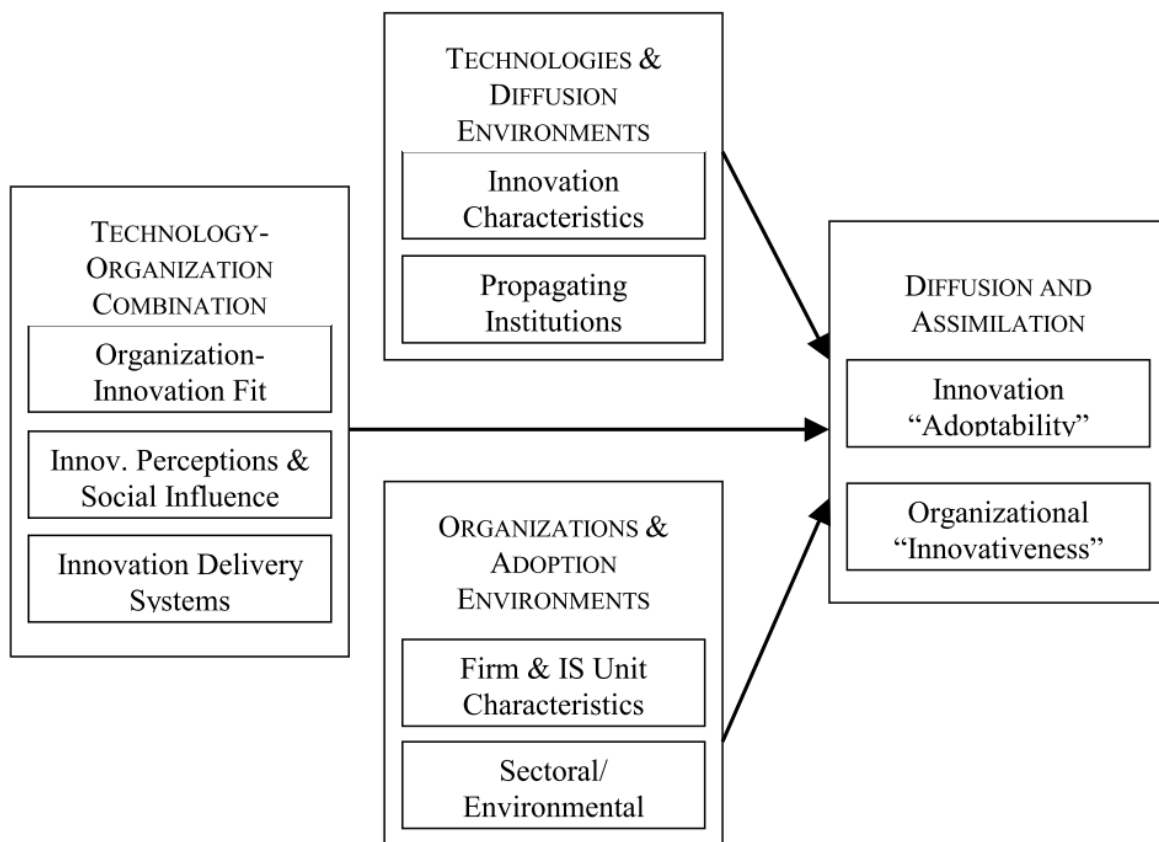 TECHNOLOGIES &
DIFFUSION
ENVIRONMENTS
Innovation
Characteristics
Propagating
Institutions
TECHNOLOGY-
ORGANIZATION
COMBINATION
Organization-
Innovation Fit
Innov. Perceptions &
Social Influence
Innovation Delivery
Systems
ORGANIZATIONS &
ADOPTION
ENVIRONMENTS
Firm & IS Unit
Characteristics
Sectoral/
Environmental
DIFFUSION AND
ASSIMILATION
Innovation
“Adoptability”
Organizational
“Innovativeness”